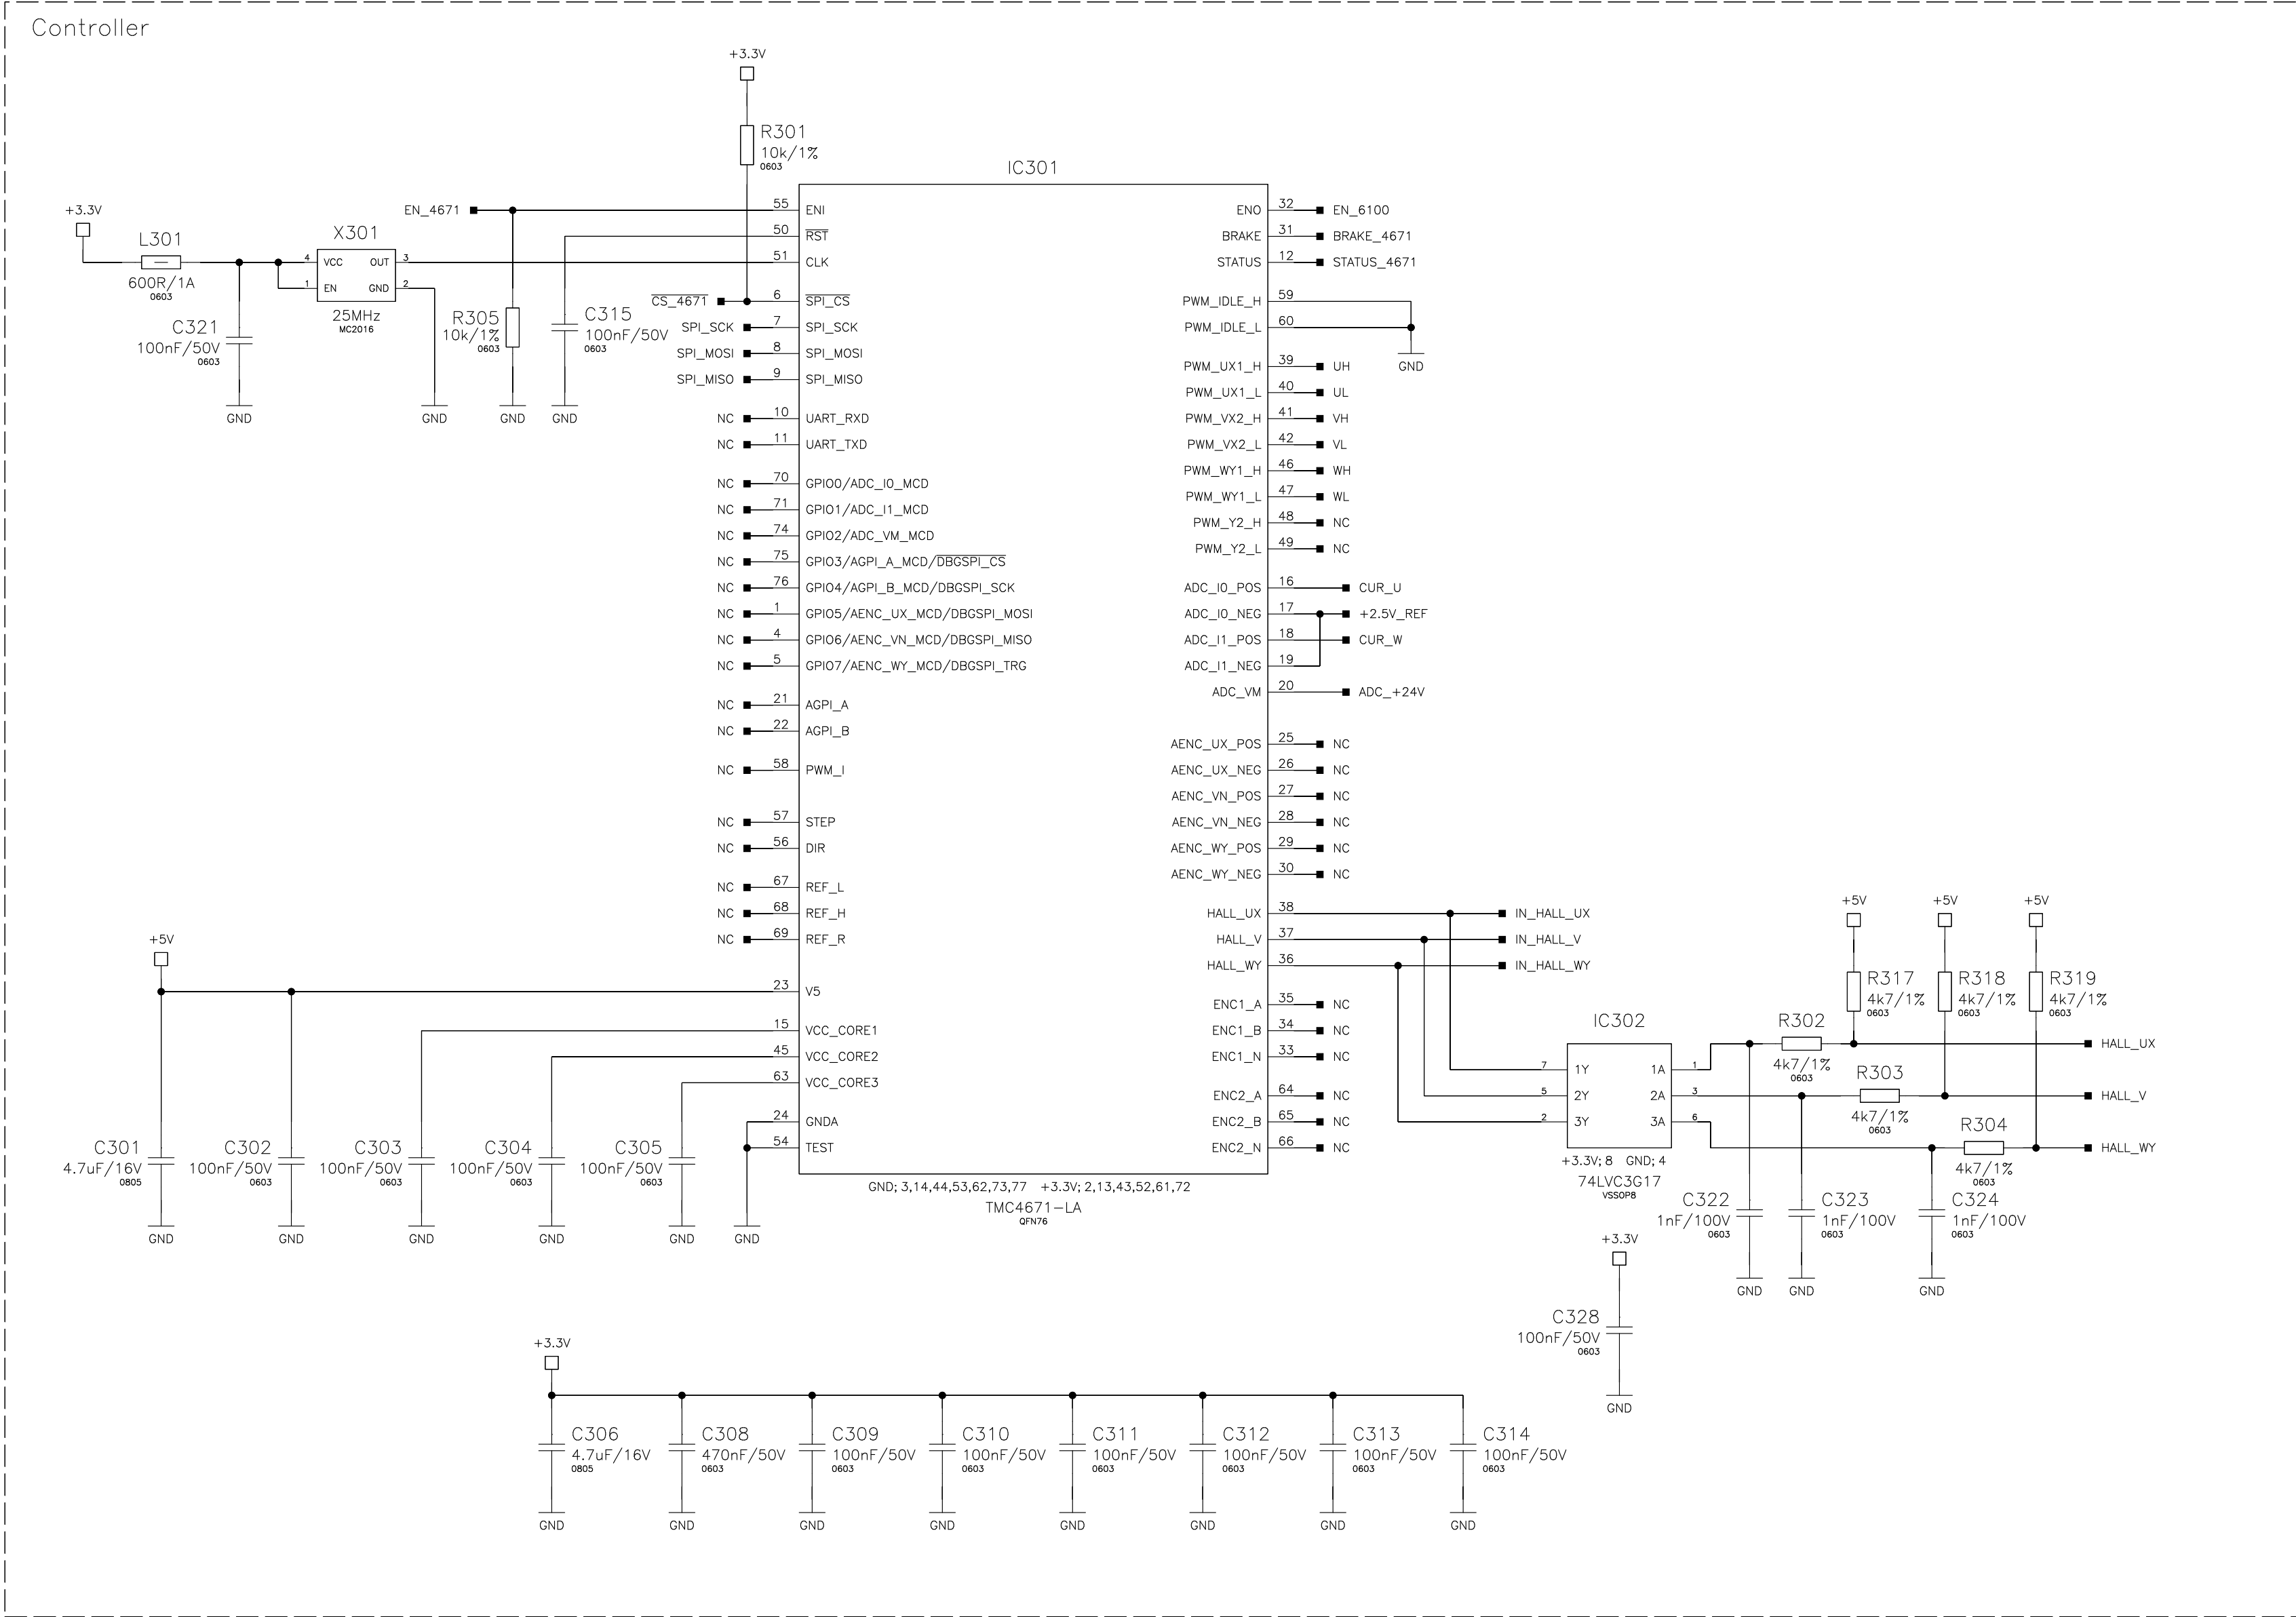 Controller
+3.3V
R301
10k/1%
0603
IC301
+3.3V
L301
600R/1A
0603
C321
100nF/50V
0603
GND
X301
4 VCC OUT 3
1 EN GND 2
25MHz
MC2016
GND
EN_4671
R305
10k/1%
0603
GND
C315
100nF/50V
0603
GND
55 ENI
50 RST
51 CLK
CS_4671 6 SPI_CS
SPI_SCK 7 SPI_SCK
SPI_MOSI 8 SPI_MOSI
SPI_MISO 9 SPI_MISO
NC 10 UART_RXD
NC 11 UART_TXD
NC 70 GPIO0/ADC_I0_MCD
NC 71 GPIO1/ADC_I1_MCD
NC 74 GPIO2/ADC_VM_MCD
NC 75 GPIO3/AGPI_A_MCD/DBGSPI_CS
NC 76 GPIO4/AGPI_B_MCD/DBGSPI_SCK
NC 1 GPIO5/AENC_UX_MCD/DBGSPI_MOSI
NC 4 GPIO6/AENC_VN_MCD/DBGSPI_MISO
NC 5 GPIO7/AENC_WY_MCD/DBGSPI_TRG
NC 21 AGPI_A
NC 22 AGPI_B
NC 58 PWM_I
NC 57 STEP
NC 56 DIR
NC 67 REF_L
NC 68 REF_H
NC 69 REF_R
23 V5
15 VCC_CORE1
45 VCC_CORE2
63 VCC_CORE3
24 GNDA
54 TEST
ENO 32 EN_6100
BRAKE 31 BRAKE_4671
STATUS 12 STATUS_4671
PWM_IDLE_H 59
PWM_IDLE_L 60
GND
PWM_UX1_H 39 UH
PWM_UX1_L 40 UL
PWM_VX2_H 41 VH
PWM_VX2_L 42 VL
PWM_WY1_H 46 WH
PWM_WY1_L 47 WL
PWM_Y2_H 48 NC
PWM_Y2_L 49 NC
ADC_I0_POS 16 CUR_U
ADC_I0_NEG 17 +2.5V_REF
ADC_I1_POS 18 CUR_W
ADC_I1_NEG 19
ADC_VM 20 ADC_+24V
AENC_UX_POS 25 NC
AENC_UX_NEG 26 NC
AENC_VN_POS 27 NC
AENC_VN_NEG 28 NC
AENC_WY_POS 29 NC
AENC_WY_NEG 30 NC
HALL_UX 38 IN_HALL_UX
HALL_V 37 IN_HALL_V
HALL_WY 36 IN_HALL_WY
ENC1_A 35 NC
ENC1_B 34 NC
ENC1_N 33 NC
ENC2_A 64 NC
ENC2_B 65 NC
ENC2_N 66 NC
GND; 3,14,44,53,62,73,77 +3.3V; 2,13,43,52,61,72
TMC4671-LA
QFN76
+5V
C301
4.7uF/16V
0805
GND
C302
100nF/50V
0603
GND
C303
100nF/50V
0603
GND
C304
100nF/50V
0603
GND
C305
100nF/50V
0603
GND
GND
IC302
7 1Y 1A 1
5 2Y 2A 3
2 3Y 3A 6
+3.3V; 8 GND; 4
74LVC3G17
VSSOP8
+5V
R317
4k7/1%
0603
+5V
R318
4k7/1%
0603
+5V
R319
4k7/1%
0603
R302
4k7/1%
0603
HALL_UX
R303
4k7/1%
0603
HALL_V
R304
4k7/1%
0603
HALL_WY
C322
1nF/100V
0603
GND
C323
1nF/100V
0603
GND
C324
1nF/100V
0603
GND
+3.3V
C328
100nF/50V
0603
GND
+3.3V
C306
4.7uF/16V
0805
GND
C308
470nF/50V
0603
GND
C309
100nF/50V
0603
GND
C310
100nF/50V
0603
GND
C311
100nF/50V
0603
GND
C312
100nF/50V
0603
GND
C313
100nF/50V
0603
GND
C314
100nF/50V
0603
GND